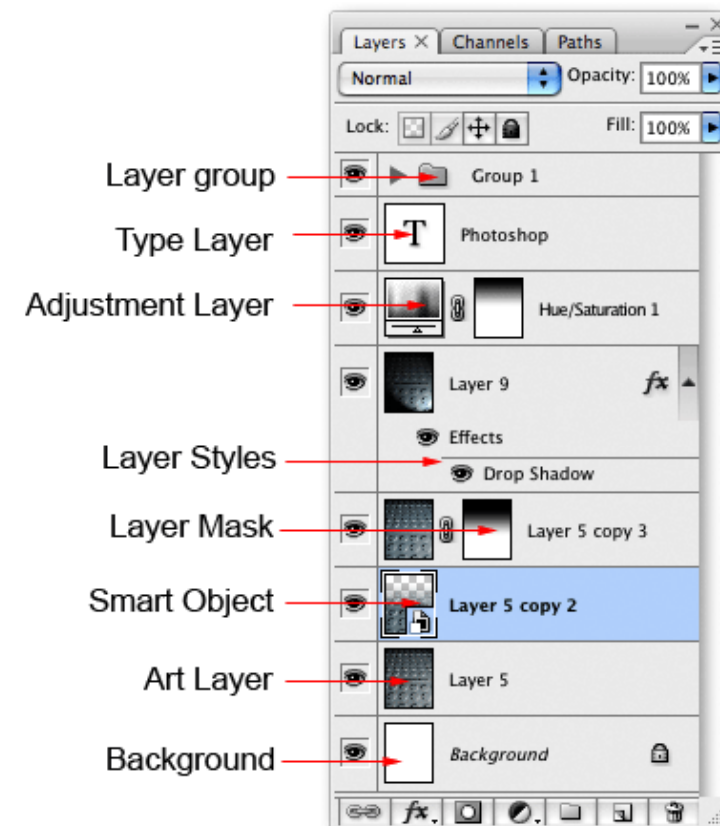 Layers × Channels Paths
Normal Opacity: 100%
Lock: Fill: 100%
Layer group Group 1
Type Layer T Photoshop
Adjustment Layer Hue/Saturation 1
Layer 9 fx
Effects
Layer Styles Drop Shadow
Layer Mask Layer 5 copy 3
Smart Object Layer 5 copy 2
Art Layer Layer 5
Background Background
fx.